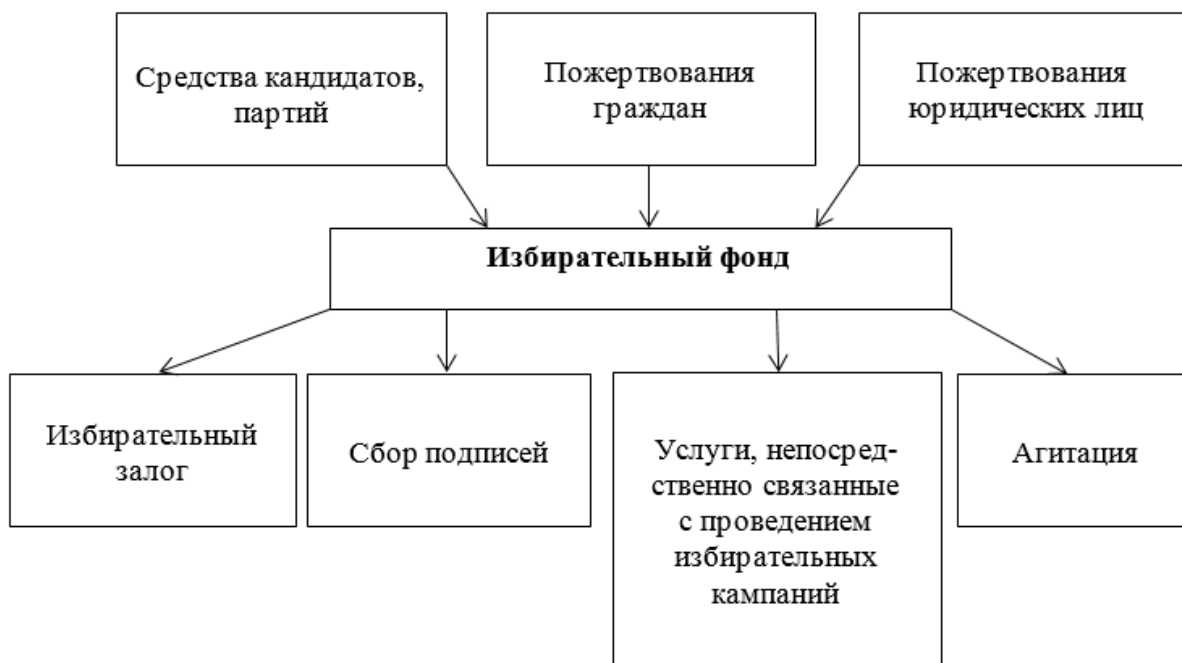 Средства кандидатов,
партий
Пожертвования
граждан
Пожертвования
юридических лиц
Избирательный фонд
Избирательный
залог
Сбор подписей
Услуги, непосред-
ственно связанные
с проведением
избирательных
кампаний
Агитация